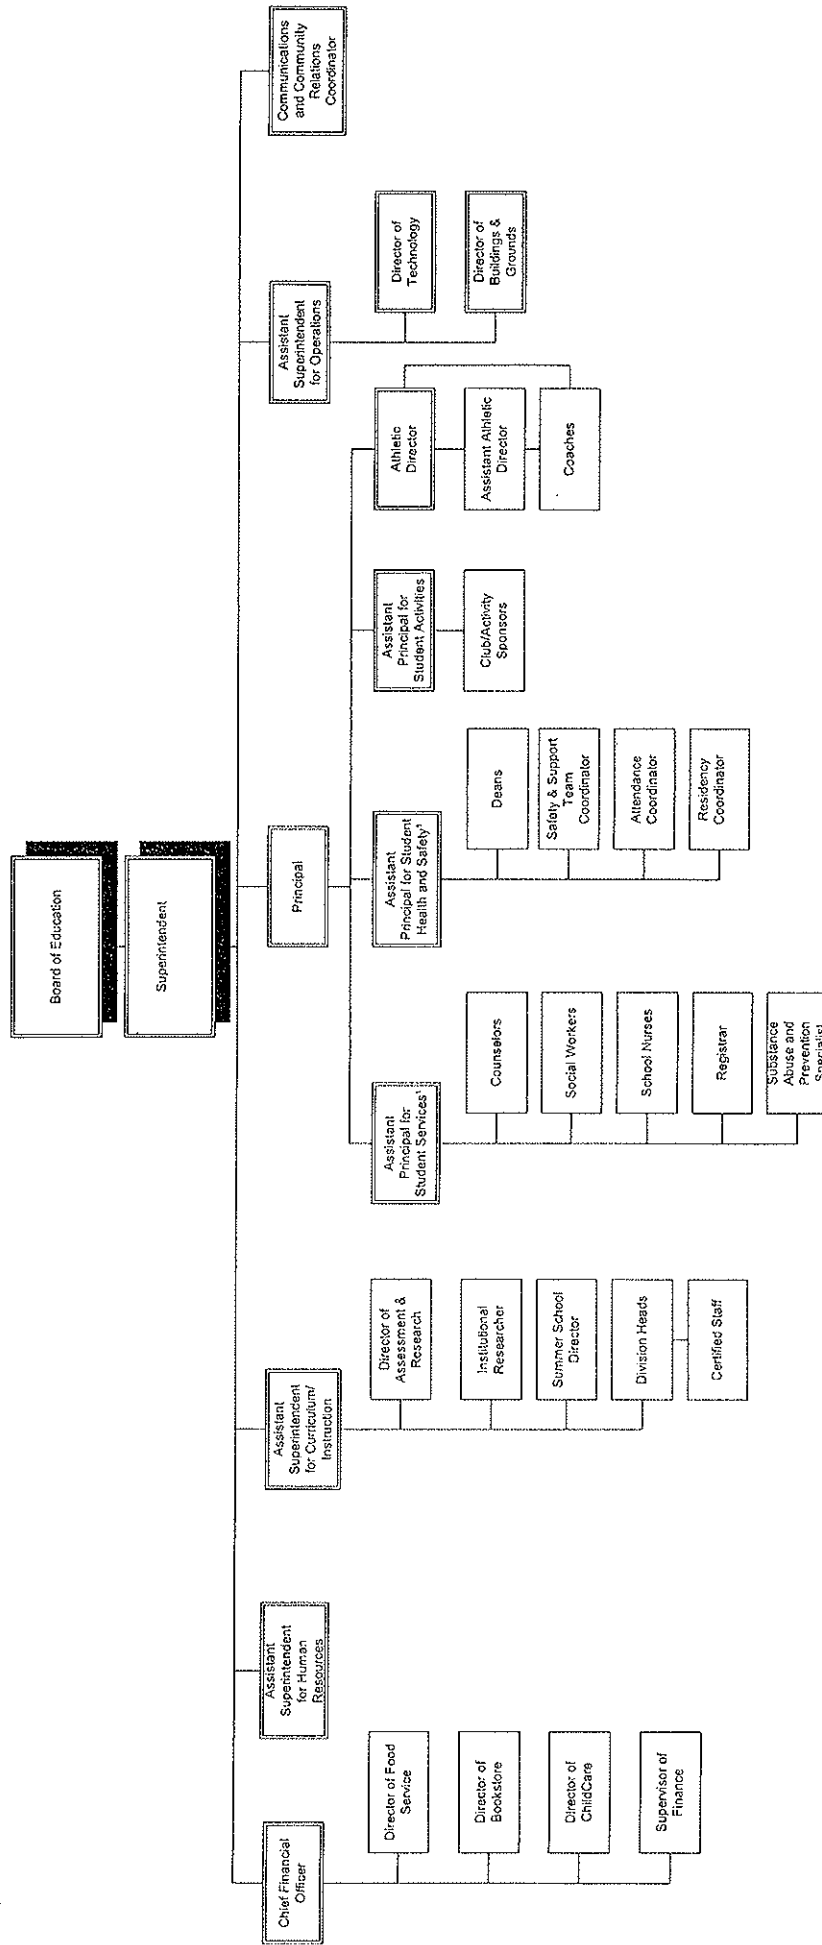 Board of Education
Superintendent
Chief Financial
Officer
Assistant
Superintendent
for Human
Resources
Assistant
Superintendent
for Curriculum/
Instruction
Principal
Assistant
Superintendent
for Operations
Communications
and Community
Relations
Coordinator
Director of Food
Service
Director of
Bookstore
Director of
ChildCare
Supervisor of
Finance
Director of
Assessment &
Research
Institutional
Researcher
Summer School
Director
Division Heads
Certified Staff
Assistant
Principal for
Student Services¹
Counselors
Social Workers
School Nurses
Registrar
Substance
Abuse and
Prevention
Specialist
Assistant
Principal for Student
Health and Safety¹
Deans
Safety & Support
Team
Coordinator
Attendance
Coordinator
Residency
Coordinator
Assistant
Principal for
Student Activities
Club/Activity
Sponsors
Athletic
Director
Assistant Athletic
Director
Coaches
Director of
Technology
Director of
Buildings &
Grounds